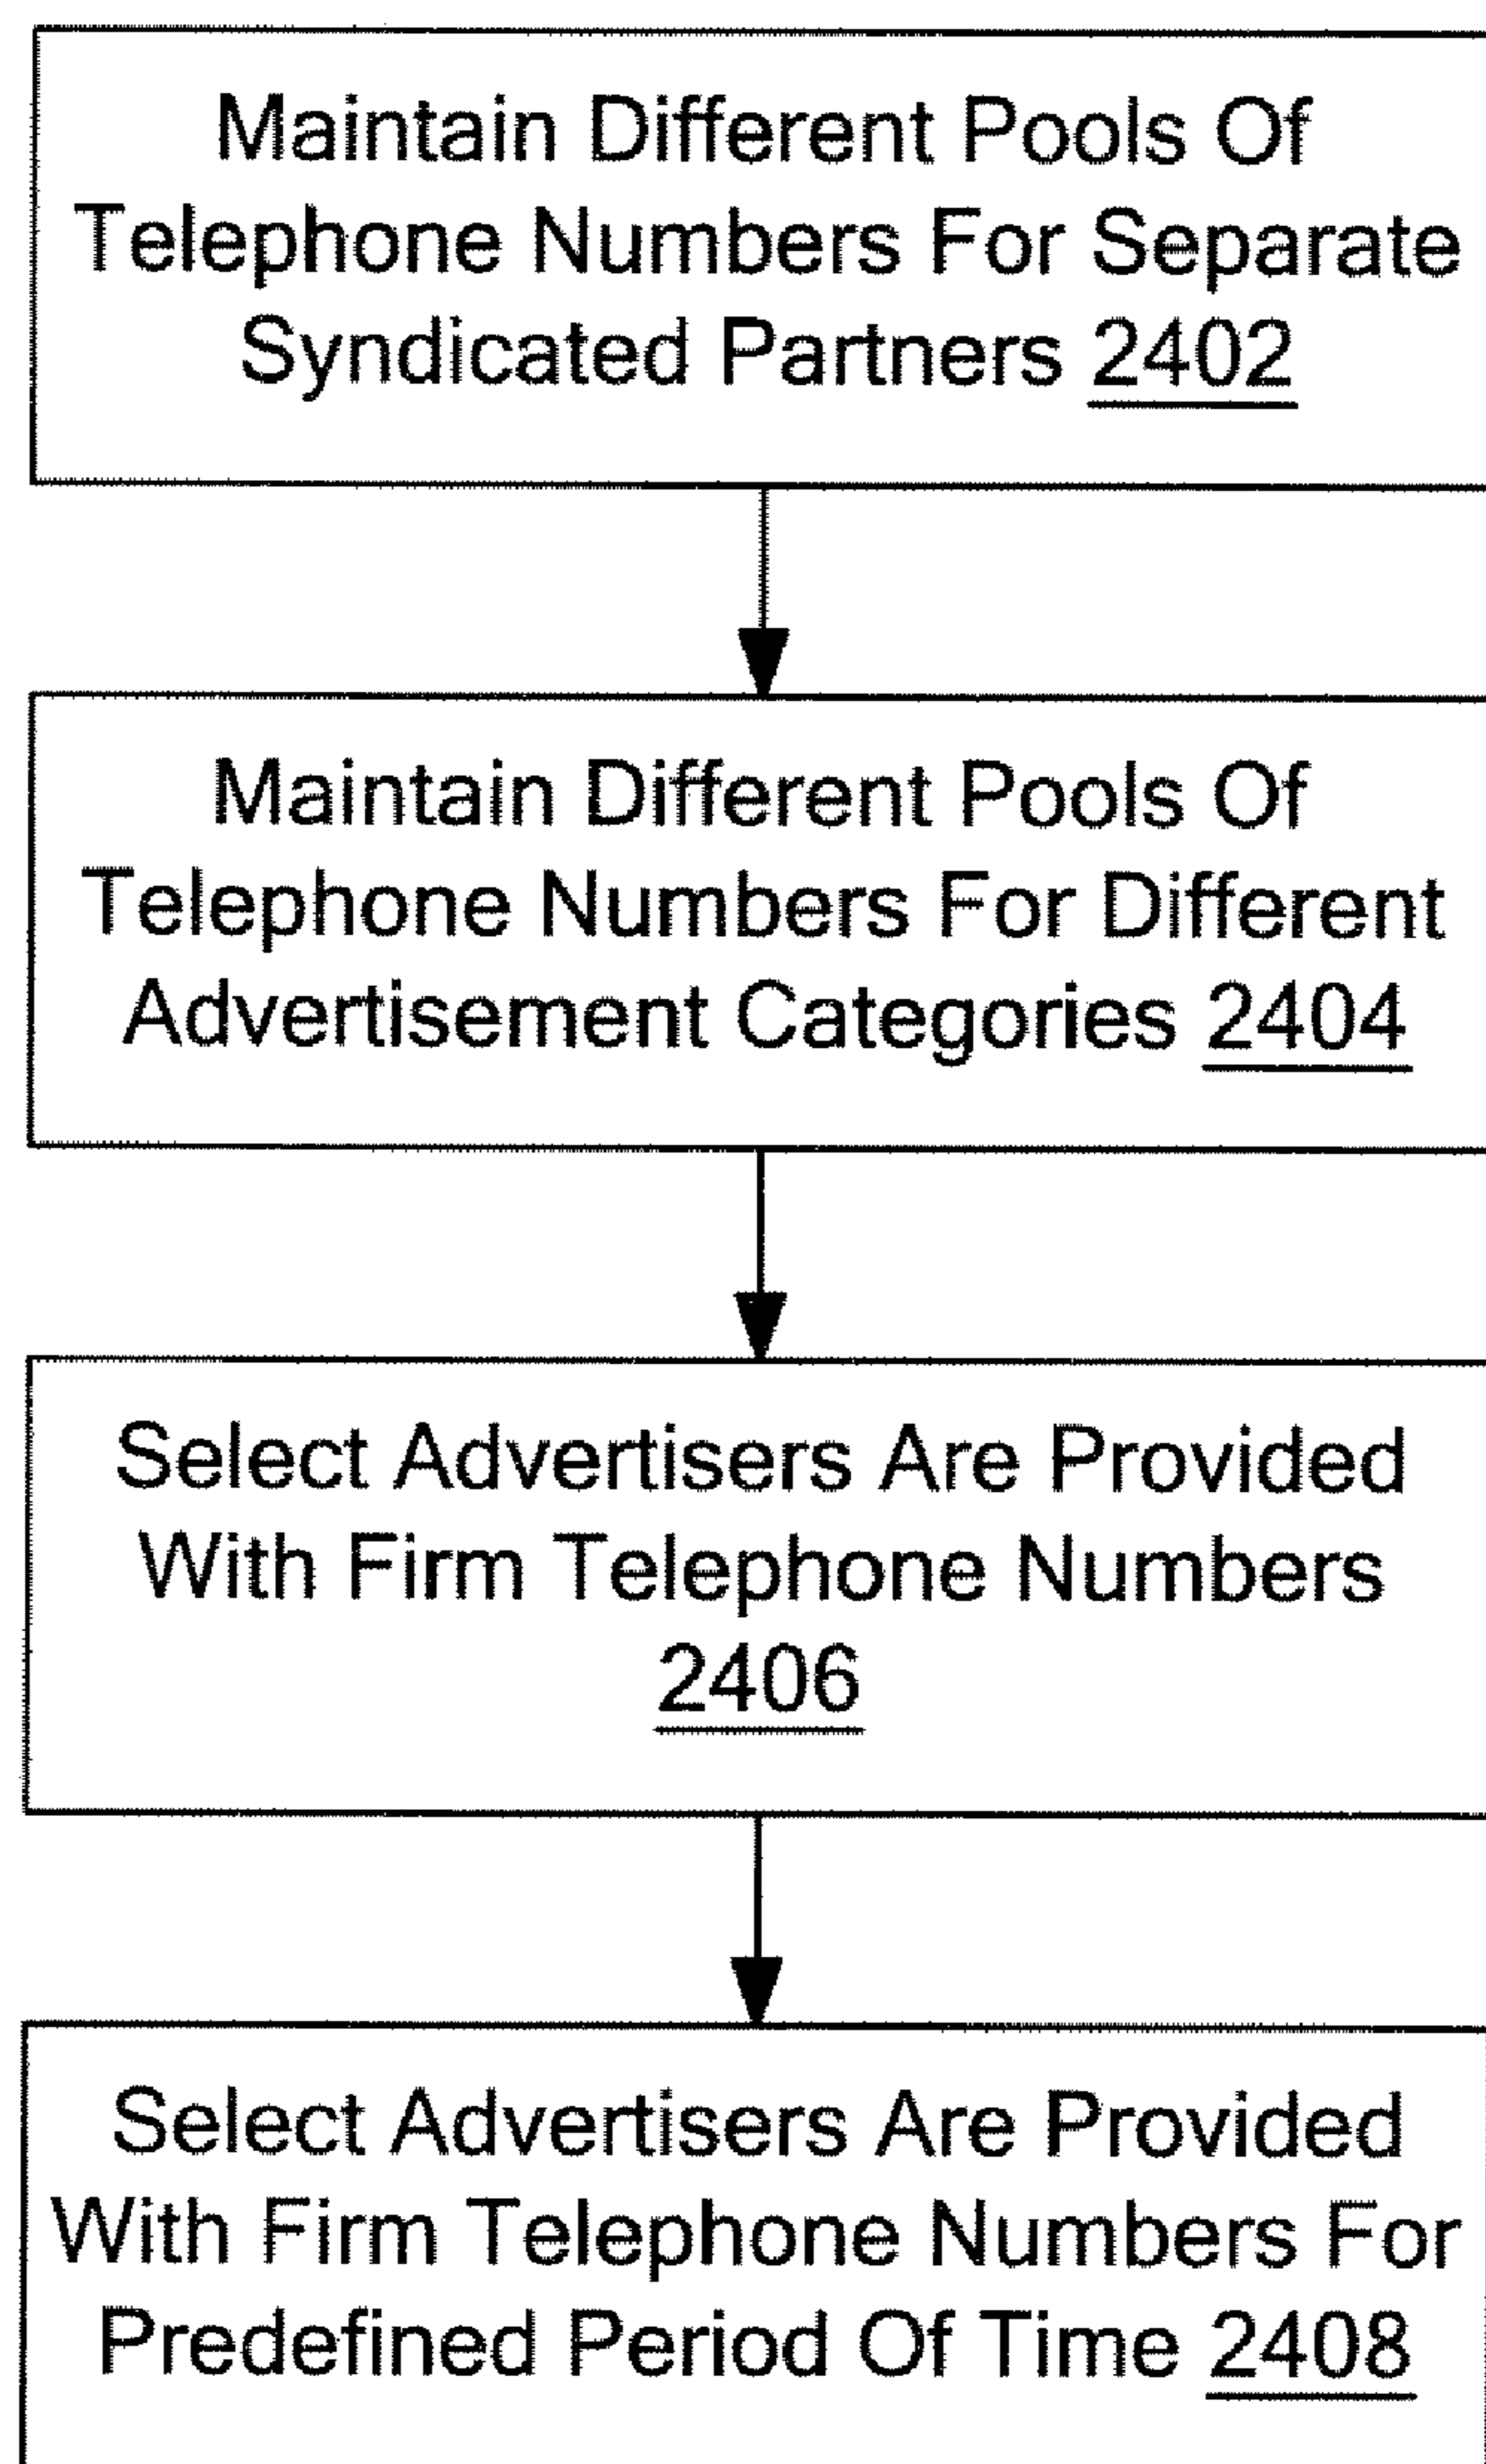 Maintain Different Pools Of
Telephone Numbers For Separate
Syndicated Partners 2402
Maintain Different Pools Of
Telephone Numbers For Different
Advertisement Categories 2404
Select Advertisers Are Provided
With Firm Telephone Numbers
2406
Select Advertisers Are Provided
With Firm Telephone Numbers For
Predefined Period Of Time 2408